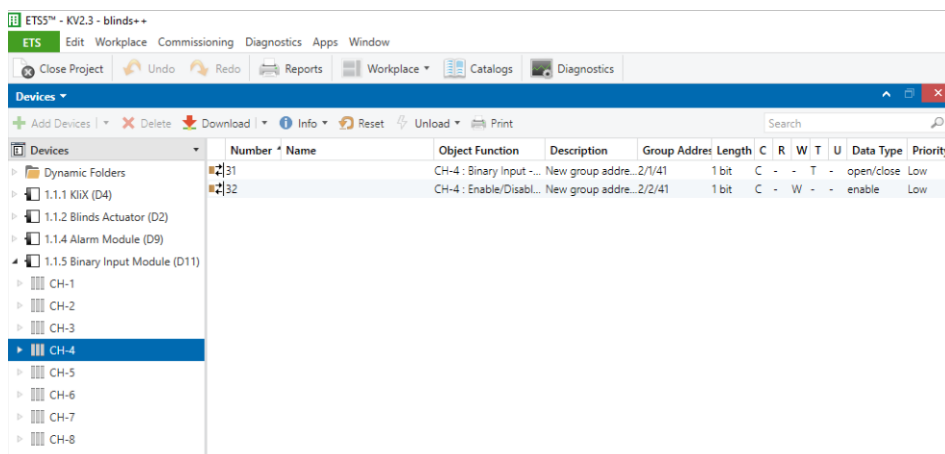 ETS5™ - KV2.3 - blinds++
ETS Edit Workplace Commissioning Diagnostics Apps Window
Close Project Undo Redo Reports Workplace Catalogs Diagnostics
Devices
Add Devices Delete Download Info Reset Unload Print Search
Devices Number Name Object Function Description Group Addres Length C R W T U Data Type Priority
Dynamic Folders 31 CH-4 : Binary Input -... New group addre... 2/1/41 1 bit C - - T - open/close Low
1.1.1 KliX (D4) 32 CH-4 : Enable/Disabl... New group addre... 2/2/41 1 bit C - W - - enable Low
1.1.2 Blinds Actuator (D2)
1.1.4 Alarm Module (D9)
1.1.5 Binary Input Module (D11)
CH-1
CH-2
CH-3
CH-4
CH-5
CH-6
CH-7
CH-8